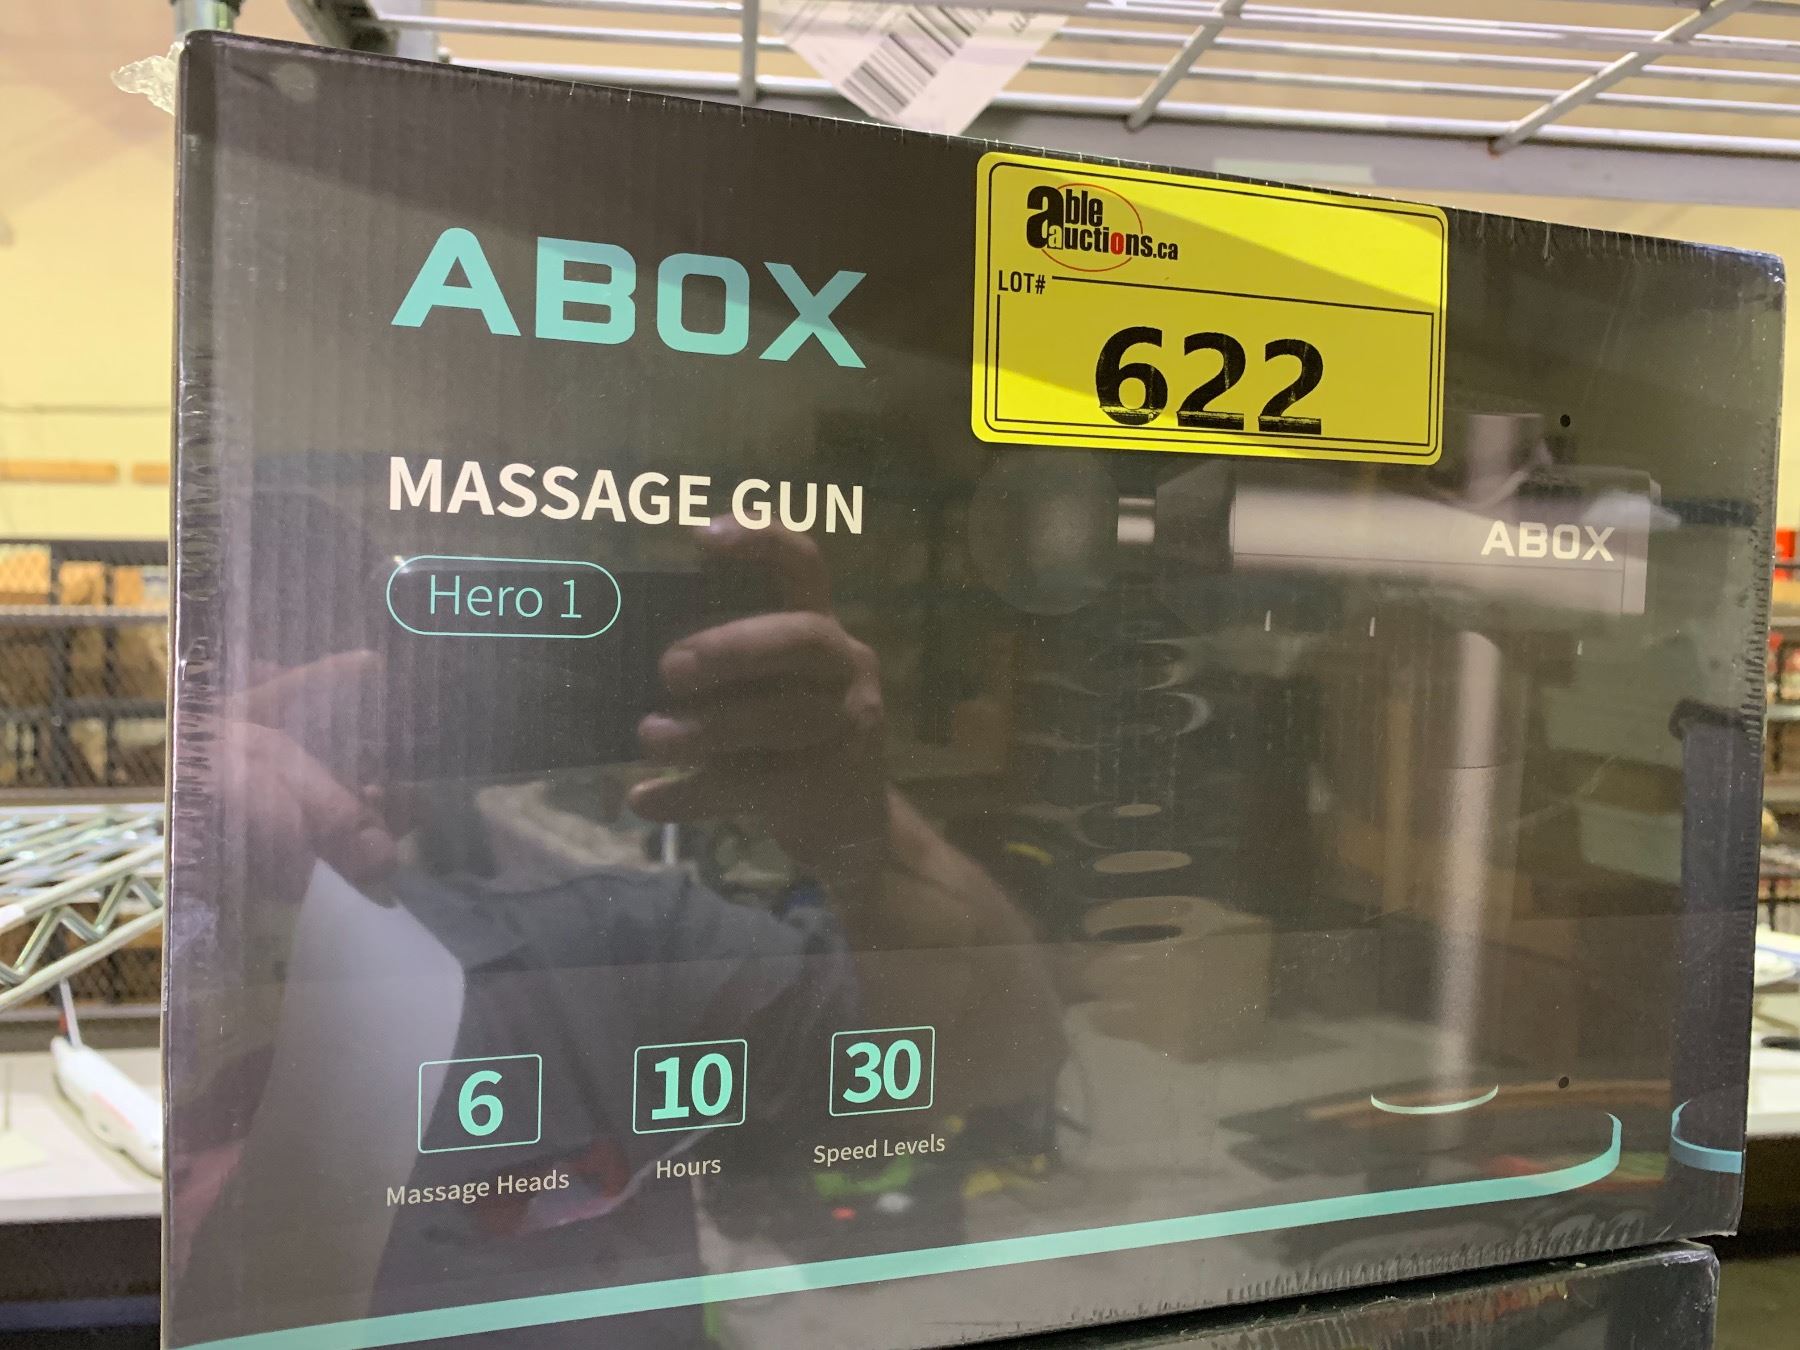 ABOX
able
auctions.ca
LOT#
622
MASSAGE GUN
Hero 1
ABOX
6
Massage Heads
10
Hours
30
Speed Levels